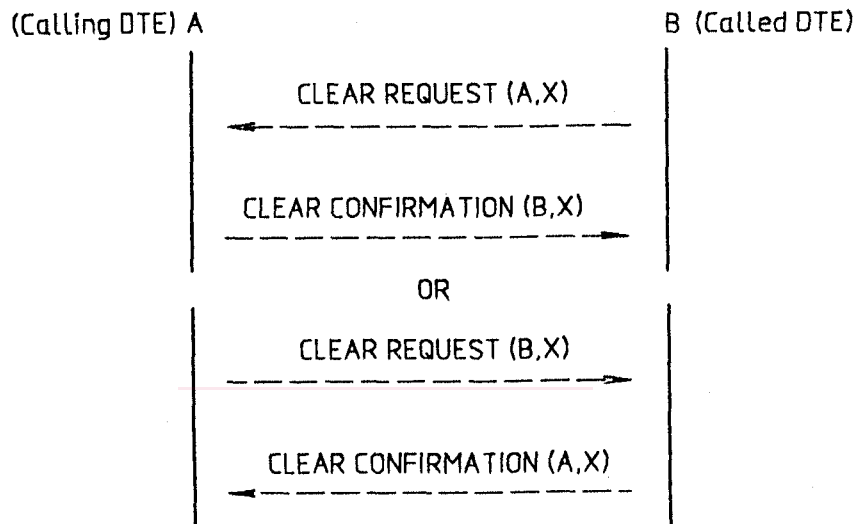 (Calling DTE) A B (Called DTE)
CLEAR REQUEST (A,X)
CLEAR CONFIRMATION (B,X)
OR
CLEAR REQUEST (B,X)
CLEAR CONFIRMATION (A,X)